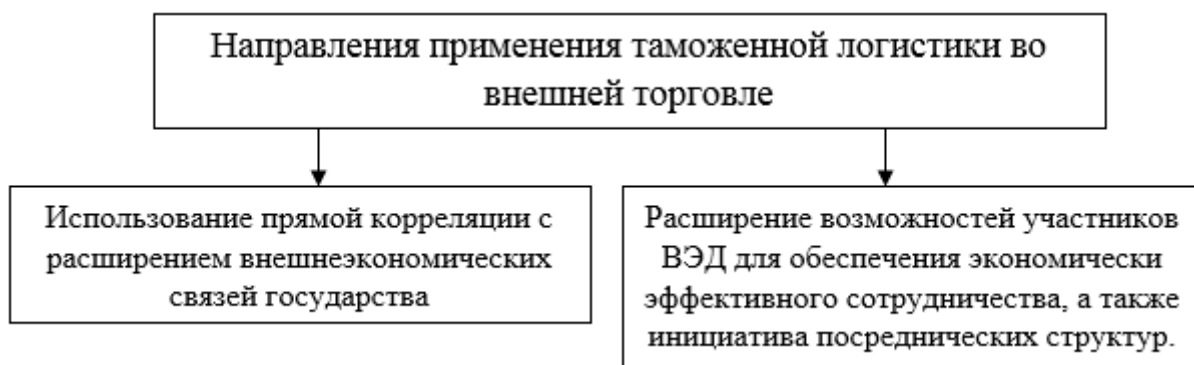 Направления применения таможенной логистики во
внешней торговле
Использование прямой корреляции с
расширением внешнеэкономических
связей государства
Расширение возможностей участников
ВЭД для обеспечения экономически
эффективного сотрудничества, а также
инициатива посреднических структур.